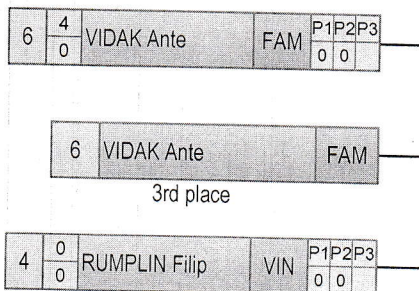 6 4 0 VIDAK Ante FAM P1 P2 P3 0 0
6 VIDAK Ante FAM
3rd place
4 0 0 RUMPLIN Filip VIN P1 P2 P3 0 0